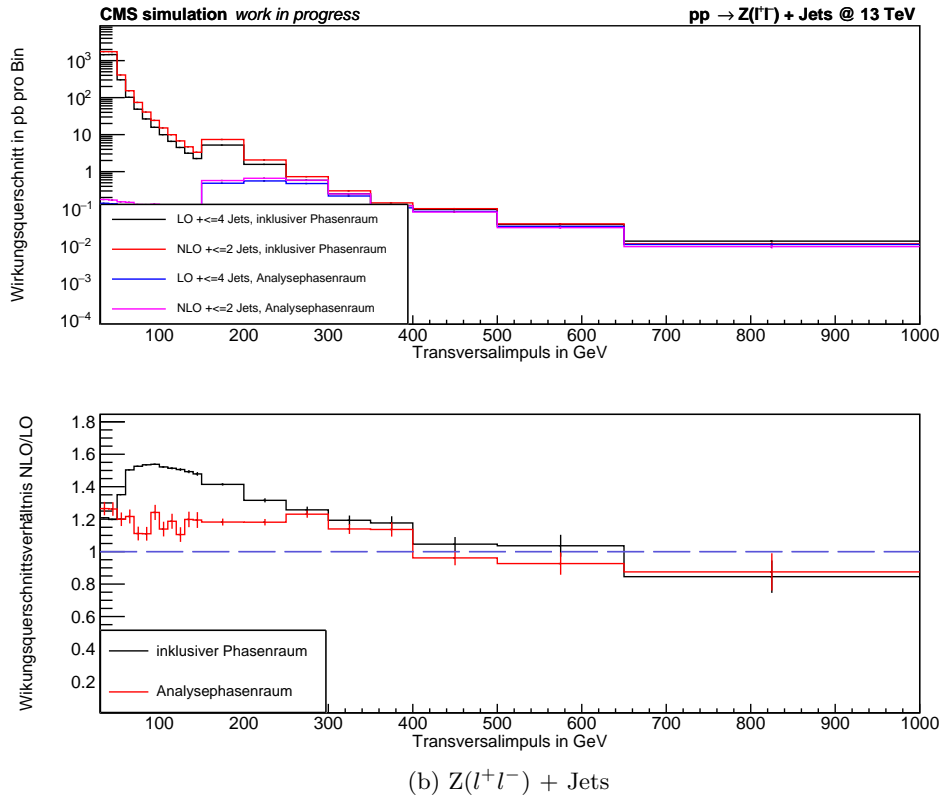 CMS simulation work in progress pp → Z(l⁺l⁻) + Jets @ 13 TeV
Wirkungsquerschnitt in pb pro Bin
10³
10²
10
1
10⁻¹
10⁻²
10⁻³
10⁻⁴
LO +<=4 Jets, inklusiver Phasenraum
NLO +<=2 Jets, inklusiver Phasenraum
LO +<=4 Jets, Analysephasenraum
NLO +<=2 Jets, Analysephasenraum
100 200 300 400 500 600 700 800 900 1000
Transversalimpuls in GeV
Wikungsquerschnittsverhältnis NLO/LO
1.8
1.6
1.4
1.2
1
0.8
0.6
0.4
0.2
inklusiver Phasenraum
Analysephasenraum
100 200 300 400 500 600 700 800 900 1000
Transversalimpuls in GeV
(b) Z(l⁺l⁻) + Jets